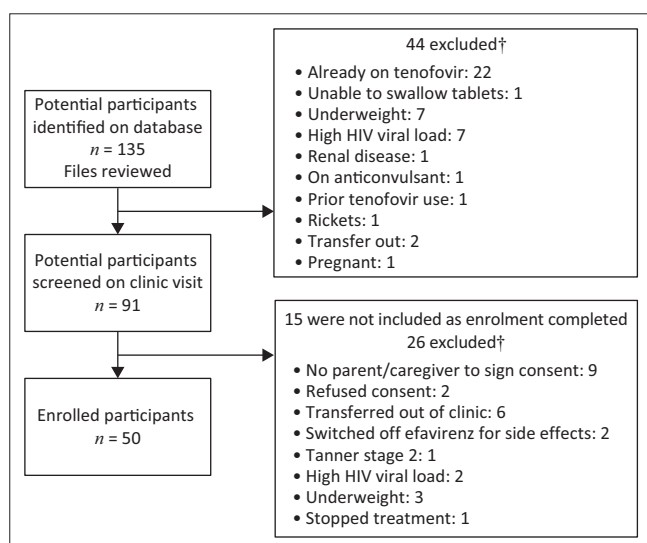 Potential participants
identified on database
n = 135
Files reviewed
44 excluded†
• Already on tenofovir: 22
• Unable to swallow tablets: 1
• Underweight: 7
• High HIV viral load: 7
• Renal disease: 1
• On anticonvulsant: 1
• Prior tenofovir use: 1
• Rickets: 1
• Transfer out: 2
• Pregnant: 1
Potential participants
screened on clinic visit
n = 91
15 were not included as enrolment completed
26 excluded†
• No parent/caregiver to sign consent: 9
• Refused consent: 2
• Transferred out of clinic: 6
• Switched off efavirenz for side effects: 2
• Tanner stage 2: 1
• High HIV viral load: 2
• Underweight: 3
• Stopped treatment: 1
Enrolled participants
n = 50